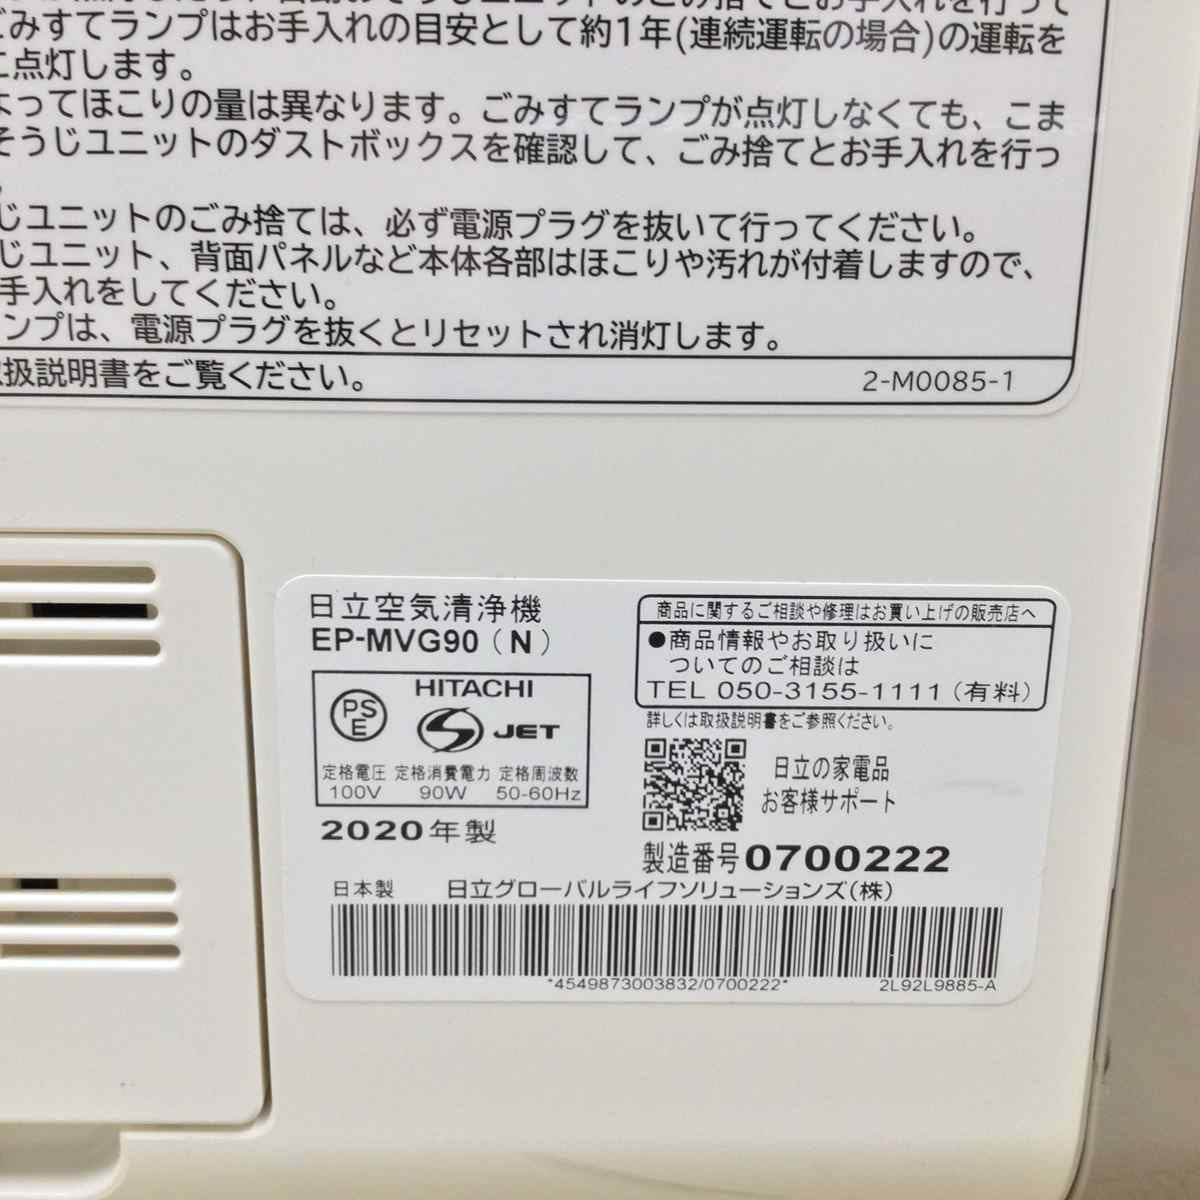 ごみすてランプはお手入れの目安として約1年(連続運転の場合)の運転を
に点灯します。
よってほこりの量は異なります。ごみすてランプが点灯しなくても、こま
そうじユニットのダストボックスを確認して、ごみ捨てとお手入れを行っ
じユニットのごみ捨ては、必ず電源プラグを抜いて行ってください。
じユニット、背面パネルなど本体各部はほこりや汚れが付着しますので、
手入れをしてください。
ランプは、電源プラグを抜くとリセットされ消灯します。
取扱説明書をご覧ください。 2-M0085-1
日立空気清浄機
EP-MVG90(N)
PS
E
HITACHI
S JET
定格電圧 定格消費電力 定格周波数
100V 90W 50-60Hz
2020年製
商品に関するご相談や修理はお買い上げの販売店へ
●商品情報やお取り扱いに
ついてのご相談は
TEL 050-3155-1111(有料)
詳しくは取扱説明書をご参照ください。
日立の家電品
お客様サポート
製造番号0700222
日本製 日立グローバルライフソリューションズ(株)
*4549873003832/0700222* 2L92L9885-A